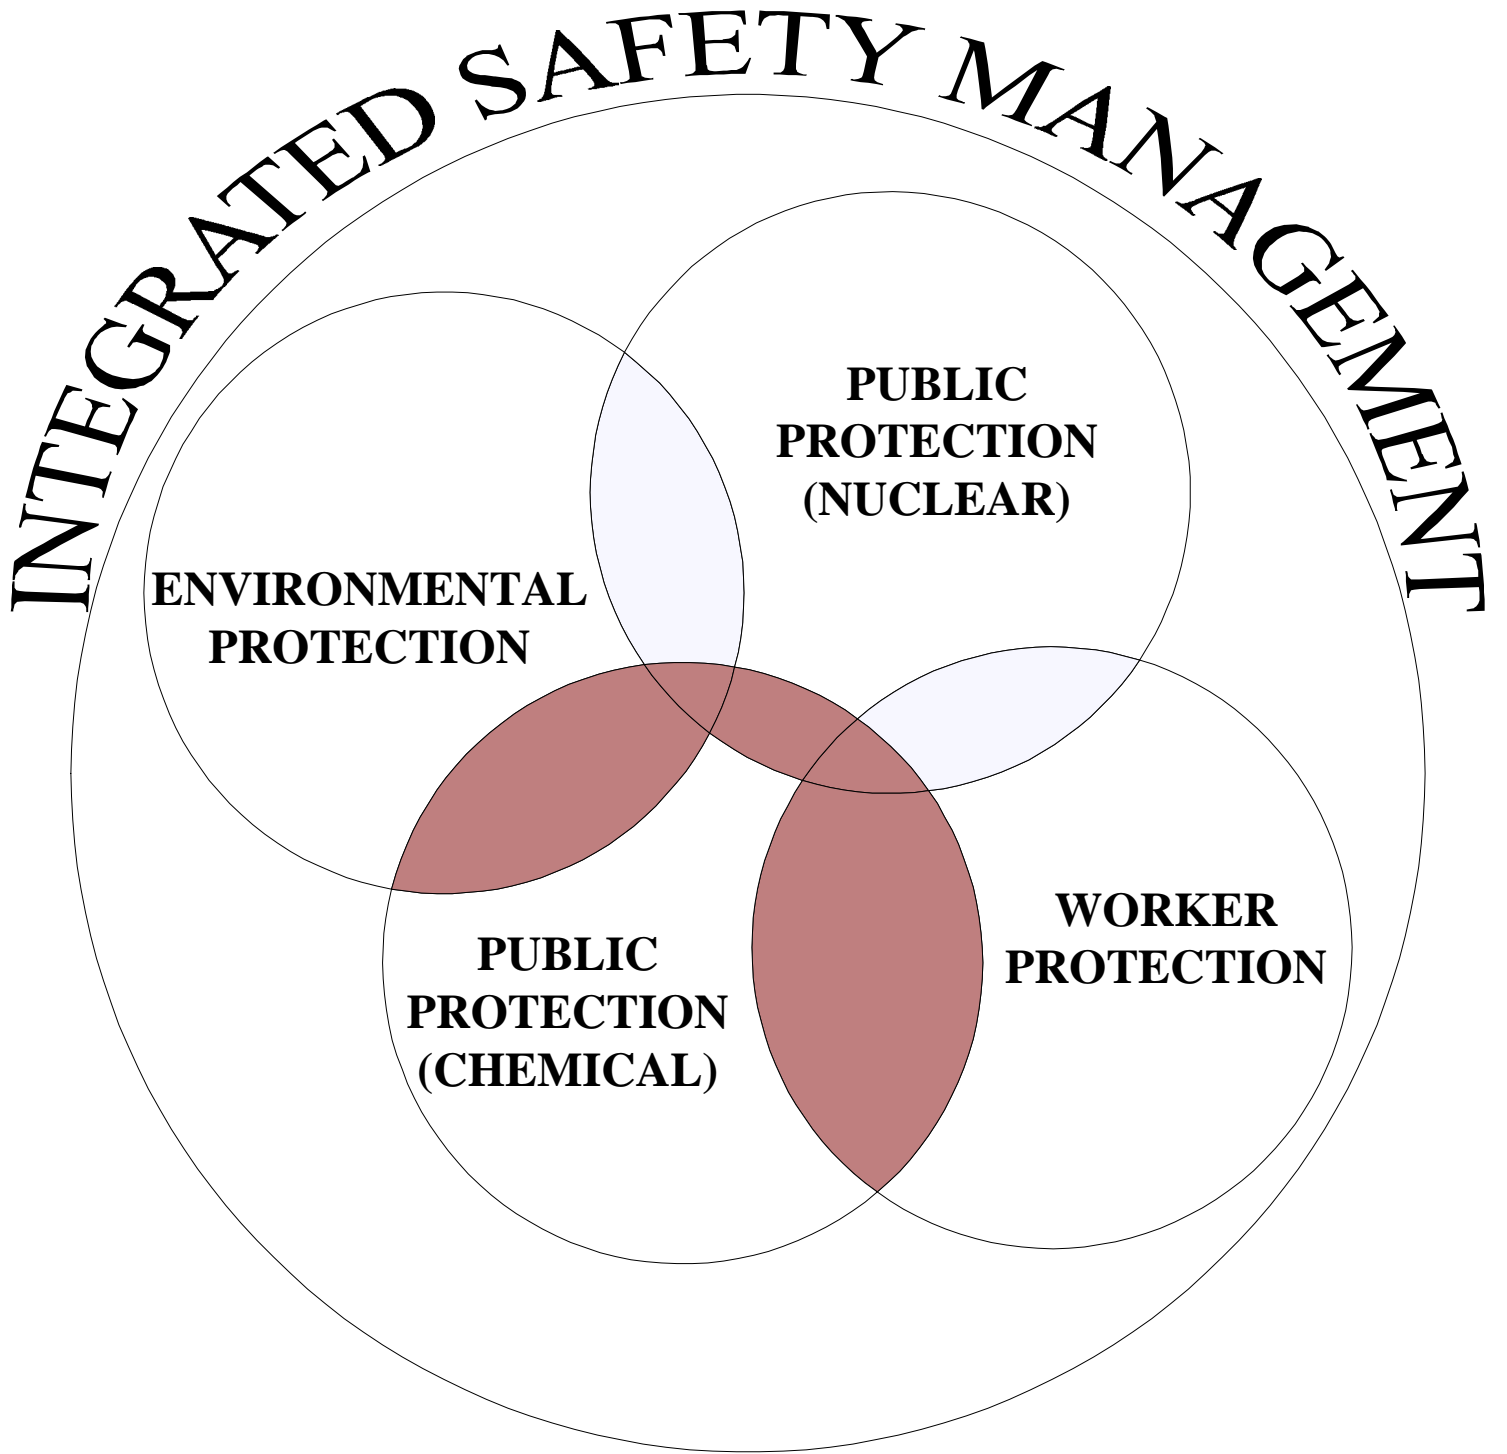 INTEGRATED SAFETY MANAGEMENT
PUBLIC
PROTECTION
(NUCLEAR)
ENVIRONMENTAL
PROTECTION
WORKER
PROTECTION
PUBLIC
PROTECTION
(CHEMICAL)